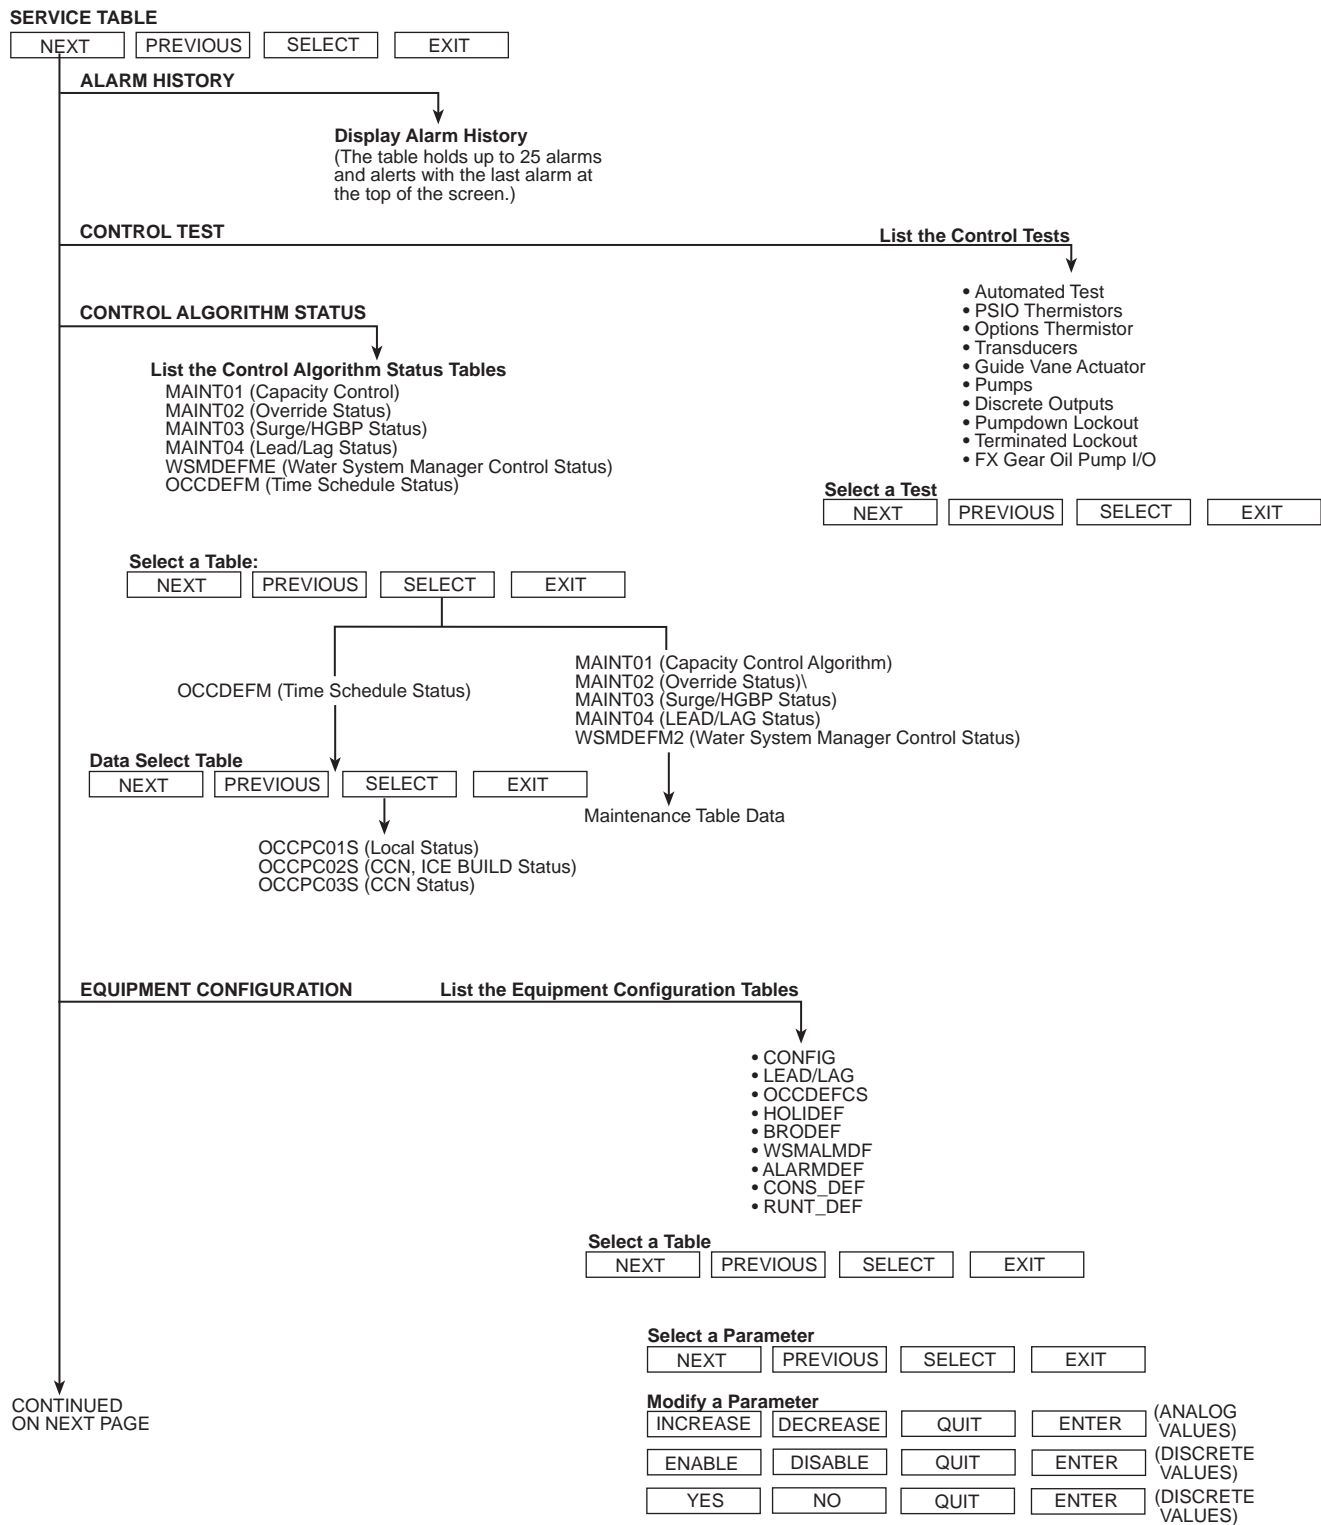 SERVICE TABLE
NEXT PREVIOUS SELECT EXIT
ALARM HISTORY
Display Alarm History
(The table holds up to 25 alarms
and alerts with the last alarm at
the top of the screen.)
CONTROL TEST
List the Control Tests
• Automated Test
• PSIO Thermistors
• Options Thermistor
• Transducers
• Guide Vane Actuator
• Pumps
• Discrete Outputs
• Pumpdown Lockout
• Terminated Lockout
• FX Gear Oil Pump I/O
Select a Test
NEXT PREVIOUS SELECT EXIT
CONTROL ALGORITHM STATUS
List the Control Algorithm Status Tables
MAINT01 (Capacity Control)
MAINT02 (Override Status)
MAINT03 (Surge/HGBP Status)
MAINT04 (Lead/Lag Status)
WSMDEFME (Water System Manager Control Status)
OCCDEFM (Time Schedule Status)
Select a Table:
NEXT PREVIOUS SELECT EXIT
OCCDEFM (Time Schedule Status)
MAINT01 (Capacity Control Algorithm)
MAINT02 (Override Status)\
MAINT03 (Surge/HGBP Status)
MAINT04 (LEAD/LAG Status)
WSMDEFM2 (Water System Manager Control Status)
Data Select Table
NEXT PREVIOUS SELECT EXIT
Maintenance Table Data
OCCPC01S (Local Status)
OCCPC02S (CCN, ICE BUILD Status)
OCCPC03S (CCN Status)
EQUIPMENT CONFIGURATION
List the Equipment Configuration Tables
• CONFIG
• LEAD/LAG
• OCCDEFCS
• HOLIDEF
• BRODEF
• WSMALMDF
• ALARMDEF
• CONS_DEF
• RUNT_DEF
Select a Table
NEXT PREVIOUS SELECT EXIT
Select a Parameter
NEXT PREVIOUS SELECT EXIT
Modify a Parameter
INCREASE DECREASE QUIT ENTER (ANALOG
VALUES)
ENABLE DISABLE QUIT ENTER (DISCRETE
VALUES)
YES NO QUIT ENTER (DISCRETE
VALUES)
CONTINUED
ON NEXT PAGE